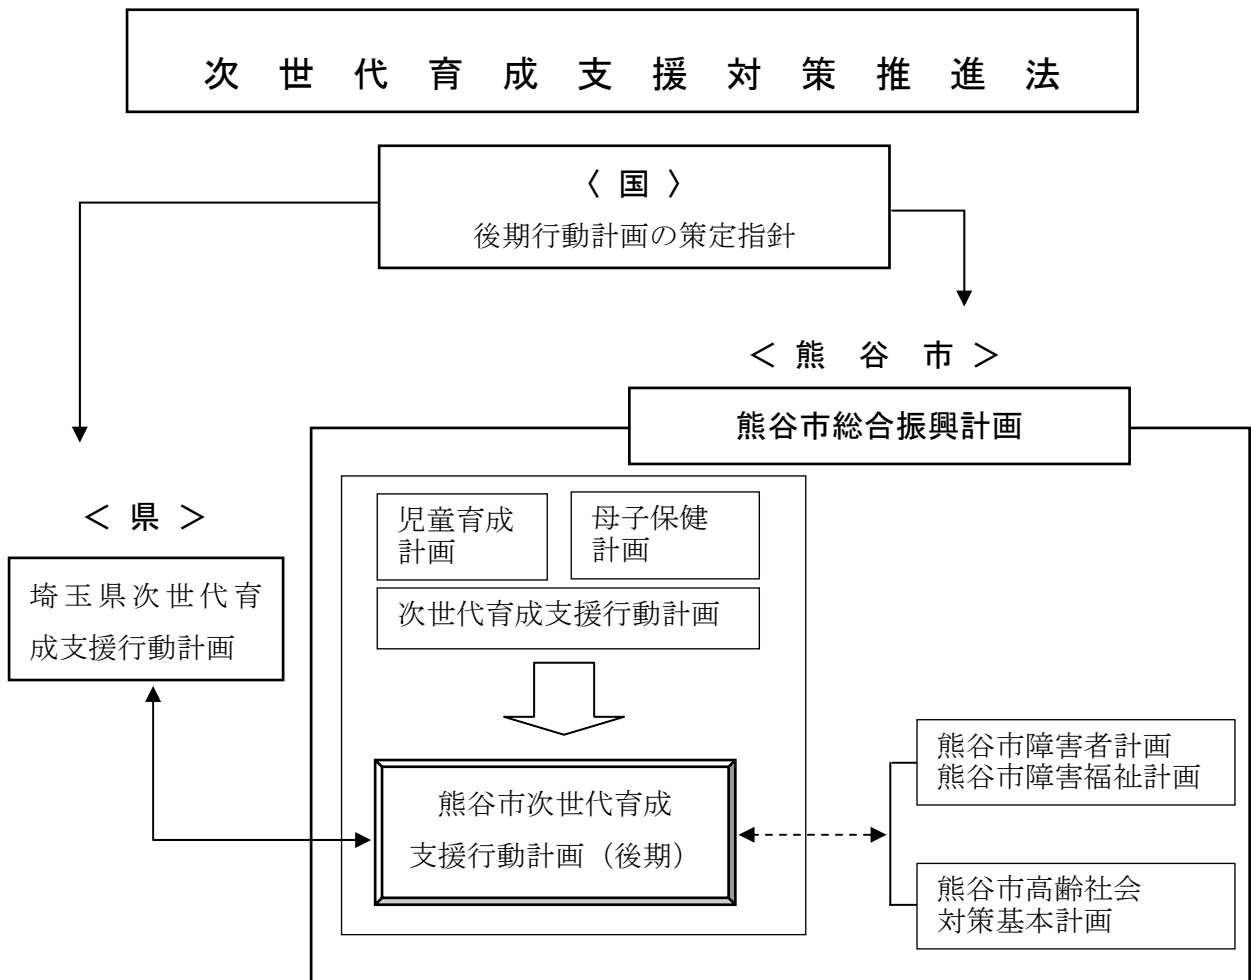 次世代育成支援対策推進法
〈国〉
後期行動計画の策定指針
＜熊谷市＞
熊谷市総合振興計画
＜県＞
埼玉県次世代育
成支援行動計画
児童育成
計画
母子保健
計画
次世代育成支援行動計画
熊谷市次世代育成
支援行動計画（後期）
熊谷市障害者計画
熊谷市障害福祉計画
熊谷市高齢社会
対策基本計画